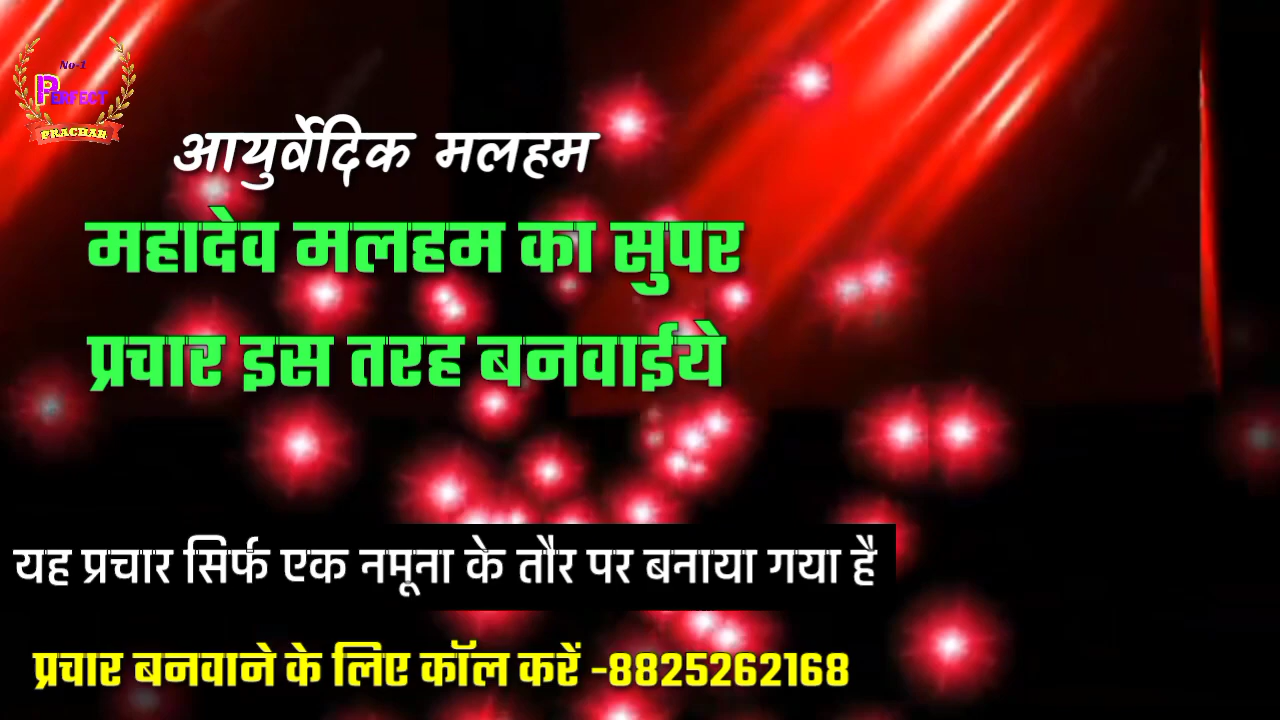 No-1
PERFECT
PRACHAR
आयुर्वेदिक मलहम
महादेव मलहम का सुपर
प्रचार इस तरह बनवाईये
यह प्रचार सिर्फ एक नमूना के तौर पर बनाया गया है
प्रचार बनवाने के लिए कॉल करें -8825262168